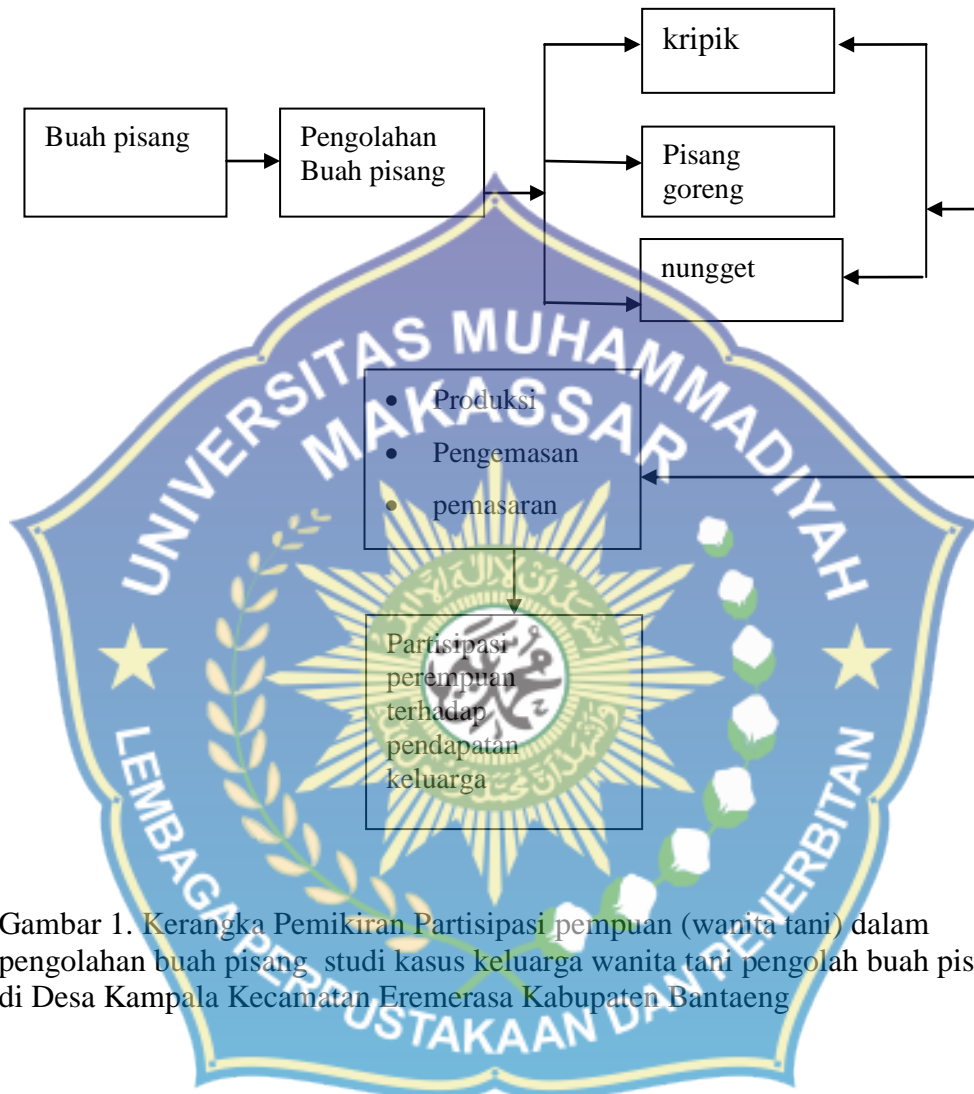 kripik
Buah pisang
Pengolahan
Buah pisang
Pisang
goreng
nungget
UNIVERSITAS MUHAMMADIYAH
MAKASSAR
• Produksi
• Pengemasan
• pemasaran
Partisipasi
perempuan
terhadap
pendapatan
keluarga
LEMBAGA PERPUSTAKAAN DAN PENERBITAN
Gambar 1. Kerangka Pemikiran Partisipasi pempuan (wanita tani) dalam
pengolahan buah pisang studi kasus keluarga wanita tani pengolah buah pis
di Desa Kampala Kecamatan Eremerasa Kabupaten Bantaeng